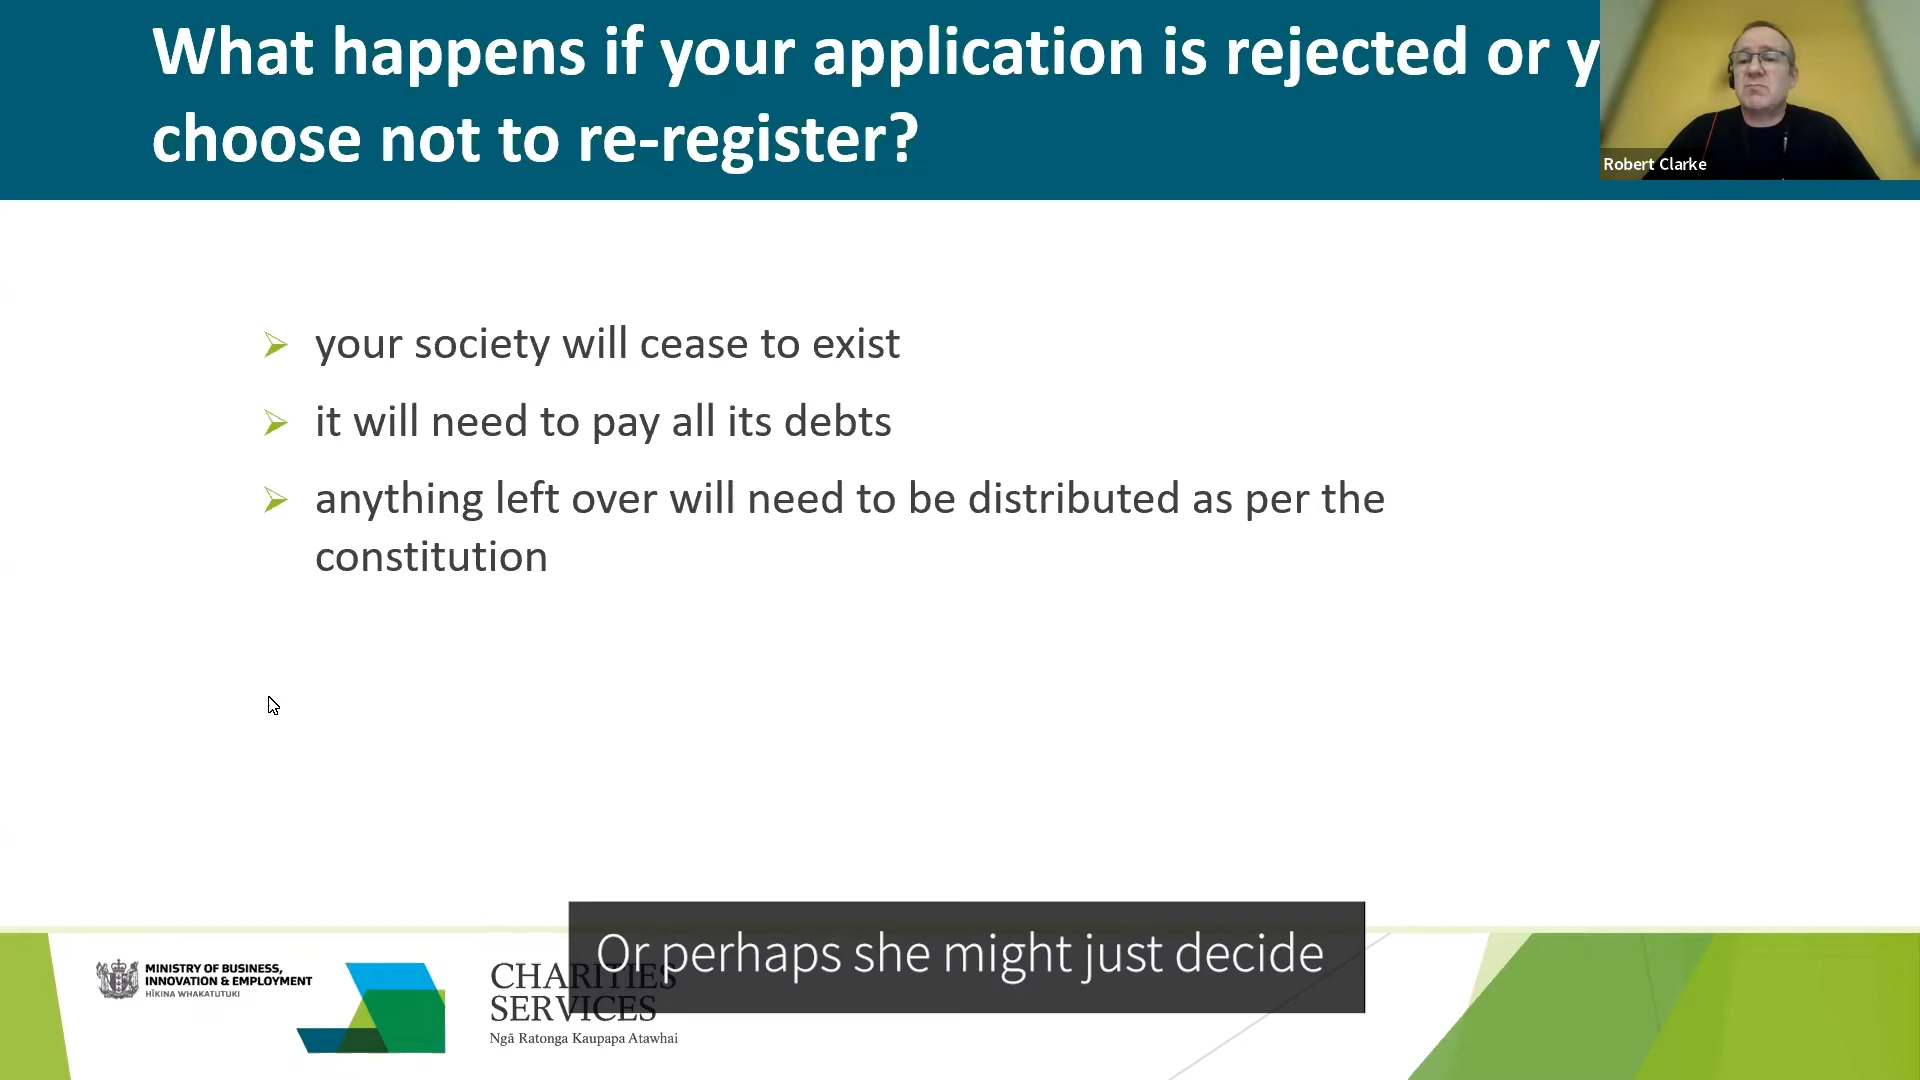 What happens if your application is rejected or y
choose not to re-register?
Robert Clarke
your society will cease to exist
it will need to pay all its debts
anything left over will need to be distributed as per the
constitution
Or perhaps she might just decide
MINISTRY OF BUSINESS,
INNOVATION & EMPLOYMENT
HĪKINA WHAKATUTUKI
CHARITIES
SERVICES
Ngā Ratonga Kaupapa Atawhai